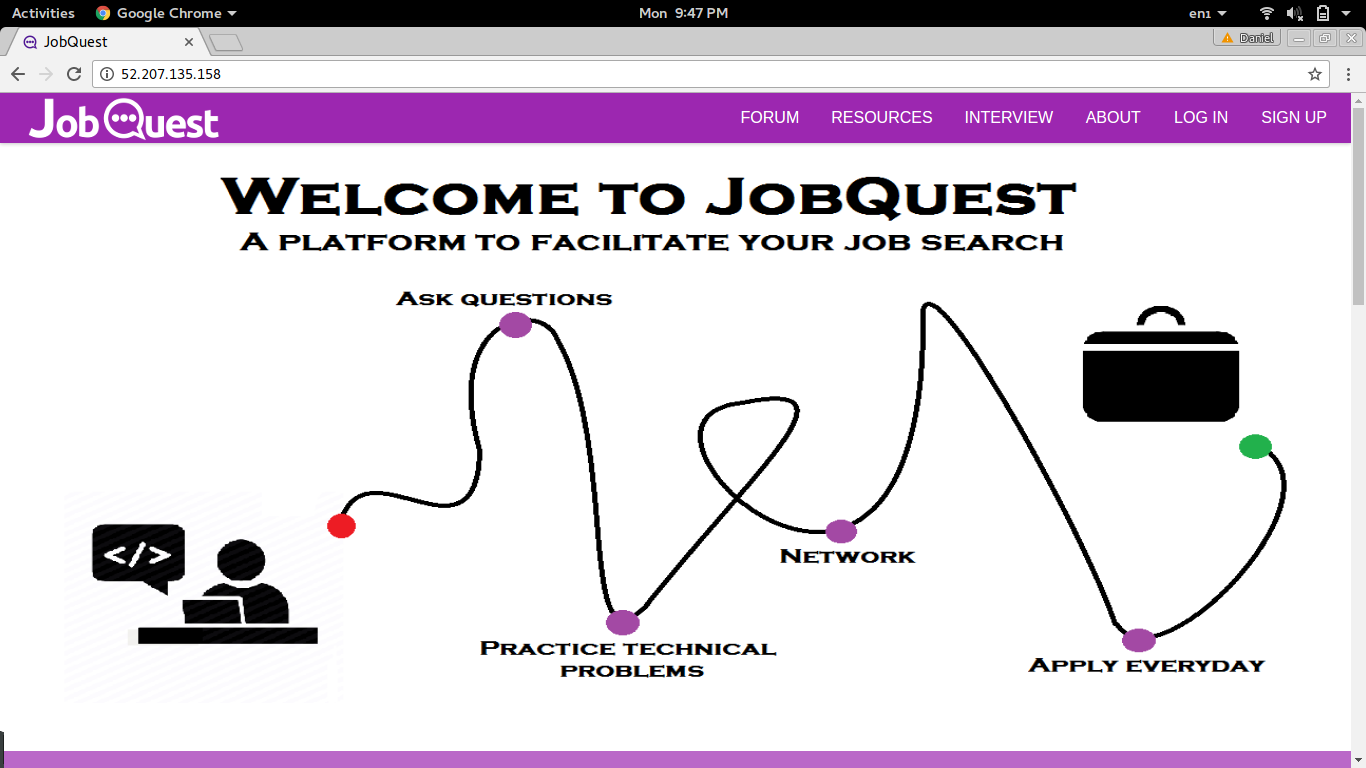 Activities Google Chrome Mon 9:47 PM en₁
JobQuest Daniel
52.207.135.158
JobQuest FORUM RESOURCES INTERVIEW ABOUT LOG IN SIGN UP
WELCOME TO JOBQUEST
A PLATFORM TO FACILITATE YOUR JOB SEARCH
ASK QUESTIONS
</>
NETWORK
PRACTICE TECHNICAL
PROBLEMS
APPLY EVERYDAY